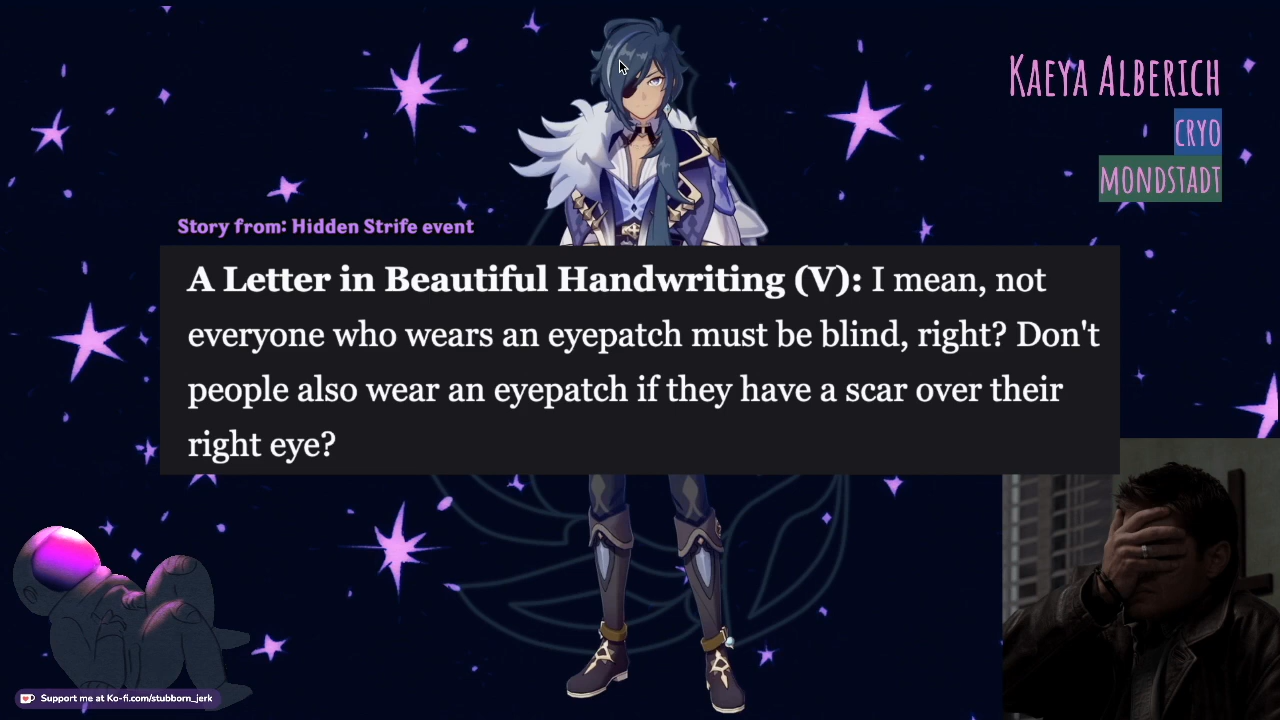 KAEYA ALBERICH
CRYO
MONDSTADT
Story from: Hidden Strife event
A Letter in Beautiful Handwriting (V): I mean, not
everyone who wears an eyepatch must be blind, right? Don't
people also wear an eyepatch if they have a scar over their
right eye?
Support me at Ko-fi.com/stubborn_jerk